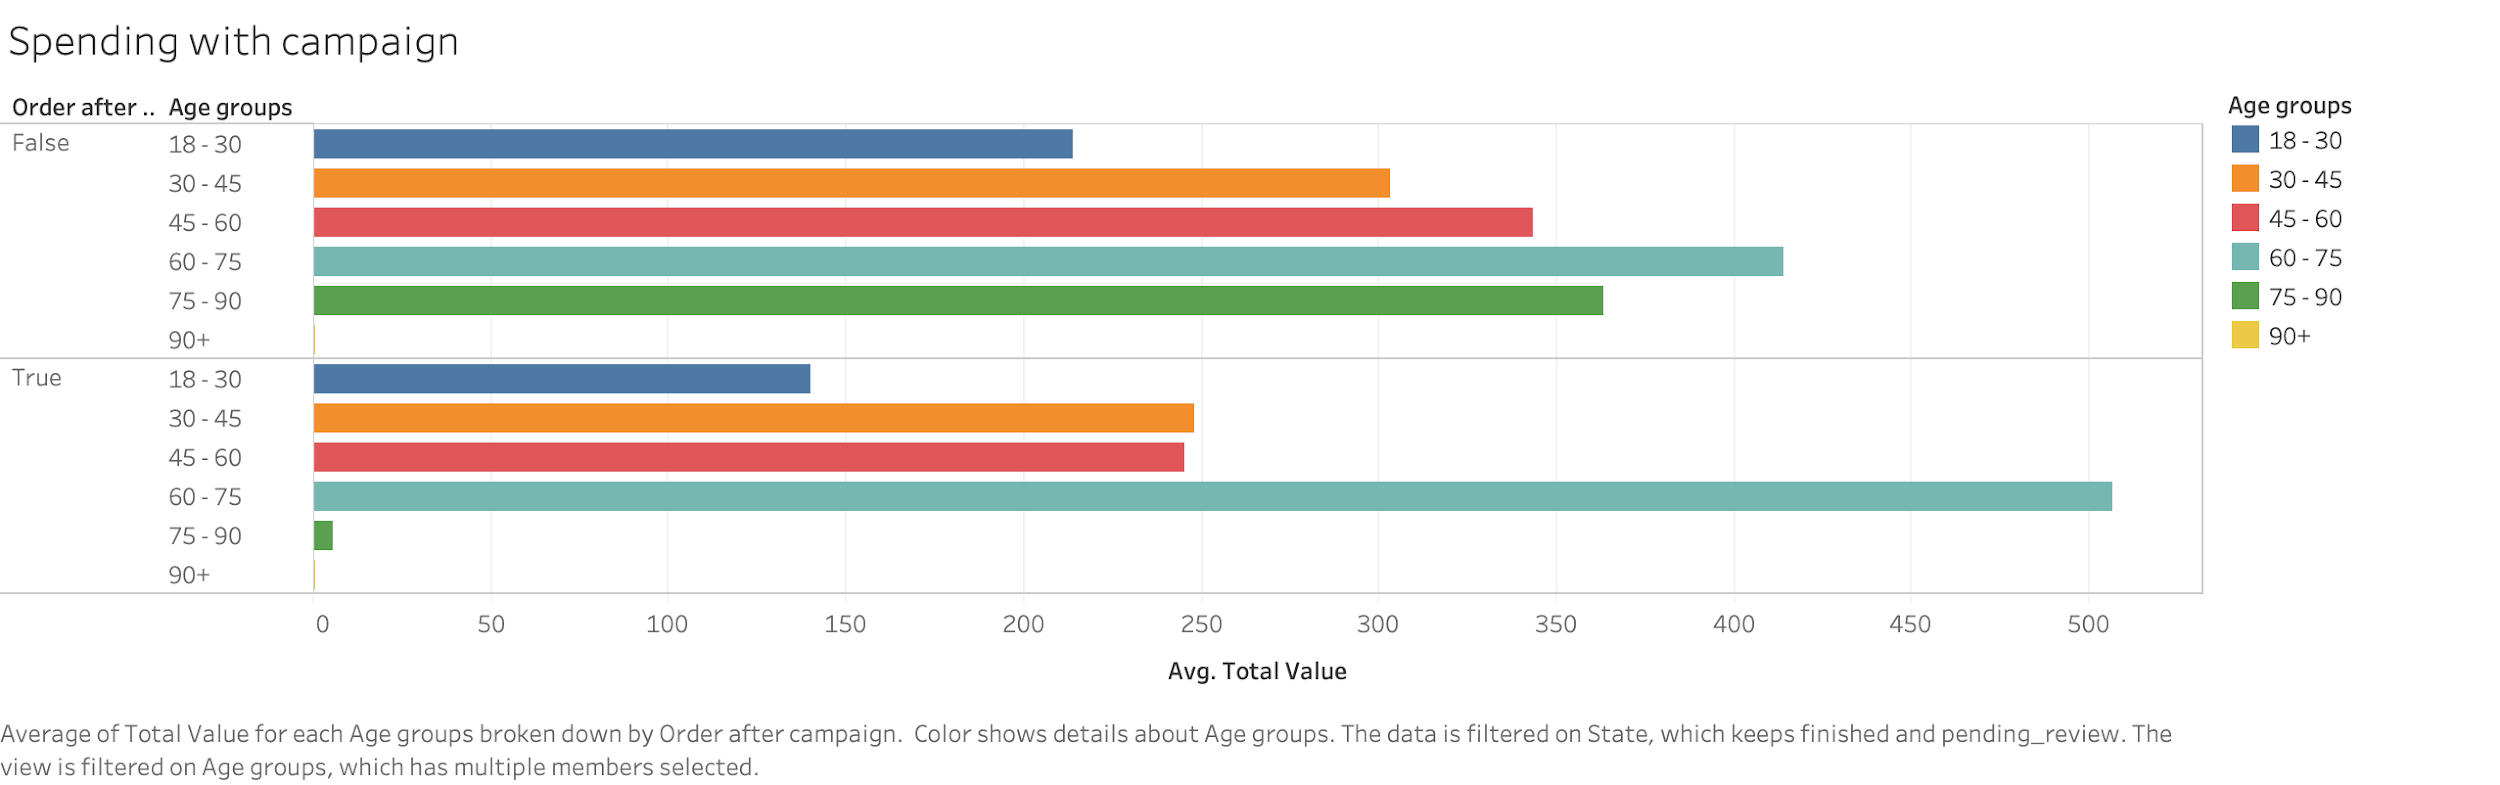 Spending with campaign
Order after .. Age groups
False 18 - 30
30 - 45
45 - 60
60 - 75
75 - 90
90+
True 18 - 30
30 - 45
45 - 60
60 - 75
75 - 90
90+
0 50 100 150 200 250 300 350 400 450 500
Avg. Total Value
Age groups
18 - 30
30 - 45
45 - 60
60 - 75
75 - 90
90+
Average of Total Value for each Age groups broken down by Order after campaign. Color shows details about Age groups. The data is filtered on State, which keeps finished and pending_review. The
view is filtered on Age groups, which has multiple members selected.